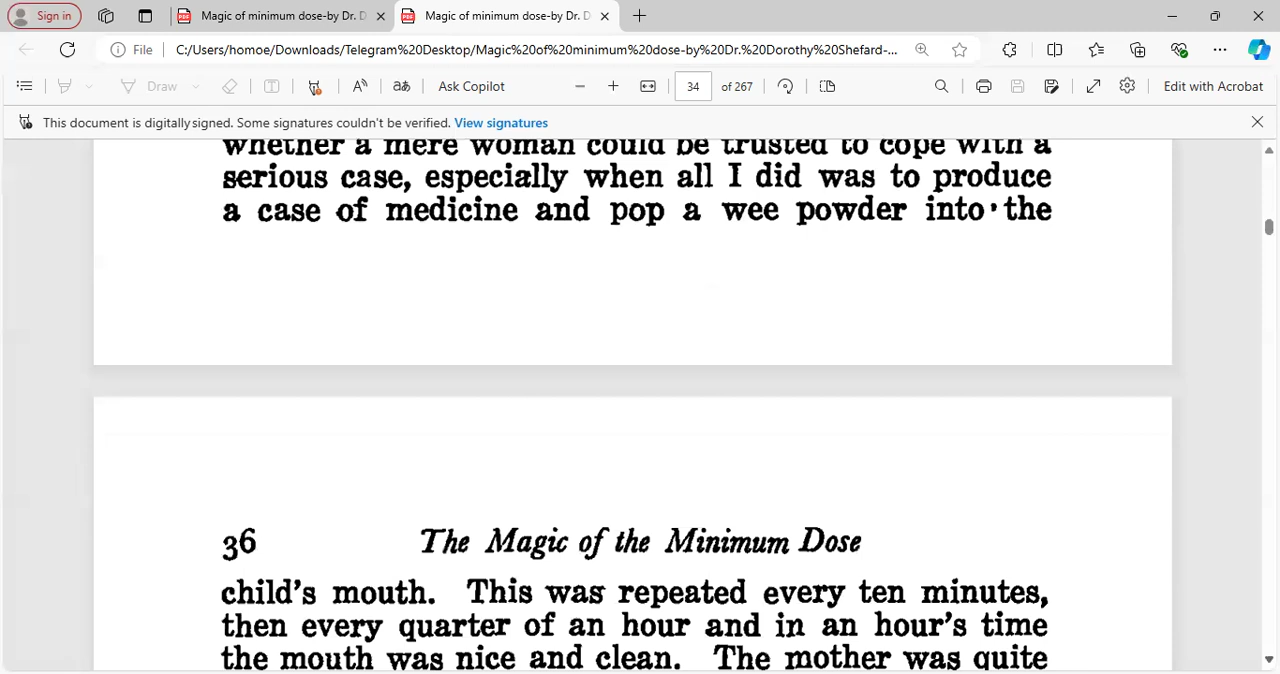 Sign in
Magic of minimum dose-by Dr. D
Magic of minimum dose-by Dr. D
File
C:/Users/homoe/Downloads/Telegram%20Desktop/Magic%20of%20minimum%20dose-by%20Dr.%20Dorothy%20Shefard-...
Draw
Ask Copilot
34 of 267
Edit with Acrobat
This document is digitally signed. Some signatures couldn't be verified. View signatures
whether a mere woman could be trusted to cope with a
serious case, especially when all I did was to produce
a case of medicine and pop a wee powder into the
36 The Magic of the Minimum Dose
child's mouth. This was repeated every ten minutes,
then every quarter of an hour and in an hour's time
the mouth was nice and clean. The mother was quite